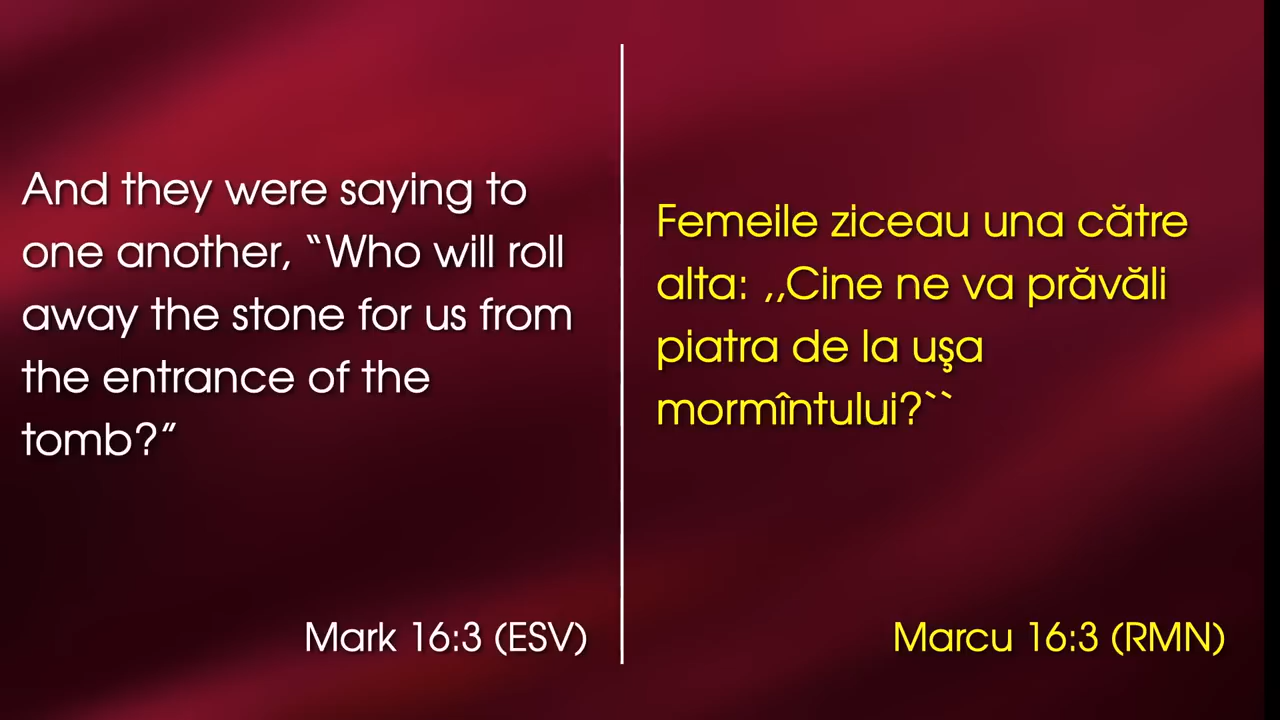 And they were saying to
one another, “Who will roll
away the stone for us from
the entrance of the
tomb?”
Mark 16:3 (ESV)
Femeile ziceau una către
alta: ,,Cine ne va prăvăli
piatra de la uşa
mormîntului?``
Marcu 16:3 (RMN)